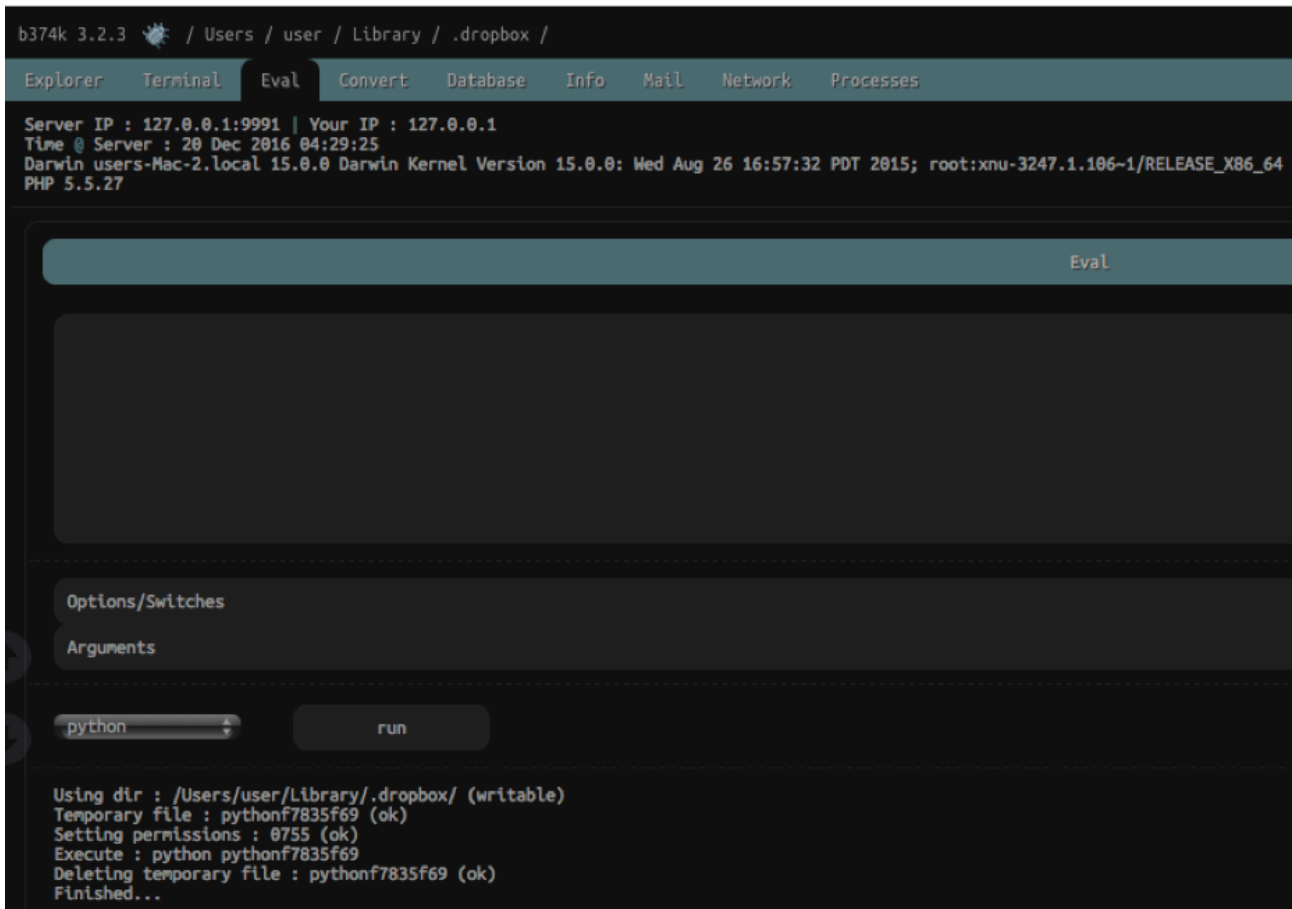 b374k 3.2.3 / Users / user / Library / .dropbox /
Explorer Terminal Eval Convert Database Info Mail Network Processes
Server IP : 127.0.0.1:9991 | Your IP : 127.0.0.1
Time @ Server : 20 Dec 2016 04:29:25
Darwin users-Mac-2.local 15.0.0 Darwin Kernel Version 15.0.0: Wed Aug 26 16:57:32 PDT 2015; root:xnu-3247.1.106~1/RELEASE_X86_64
PHP 5.5.27
Eval
Options/Switches
Arguments
python run
Using dir : /Users/user/Library/.dropbox/ (writable)
Temporary file : pythonf7835f69 (ok)
Setting permissions : 0755 (ok)
Execute : python pythonf7835f69
Deleting temporary file : pythonf7835f69 (ok)
Finished...